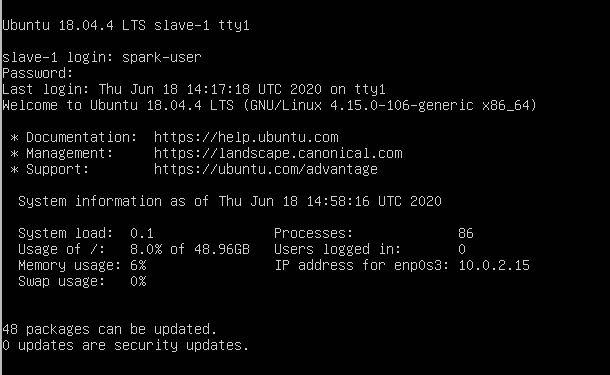 Ubuntu 18.04.4 LTS slave-1 tty1
slave-1 login: spark-user
Password:
Last login: Thu Jun 18 14:17:18 UTC 2020 on tty1
Welcome to Ubuntu 18.04.4 LTS (GNU/Linux 4.15.0-106-generic x86_64)
* Documentation:  https://help.ubuntu.com
* Management:     https://landscape.canonical.com
* Support:        https://ubuntu.com/advantage
System information as of Thu Jun 18 14:58:16 UTC 2020
System load:  0.1               Processes:             86
Usage of /:   8.0% of 48.96GB   Users logged in:       0
Memory usage: 6%                IP address for enp0s3: 10.0.2.15
Swap usage:   0%
48 packages can be updated.
0 updates are security updates.